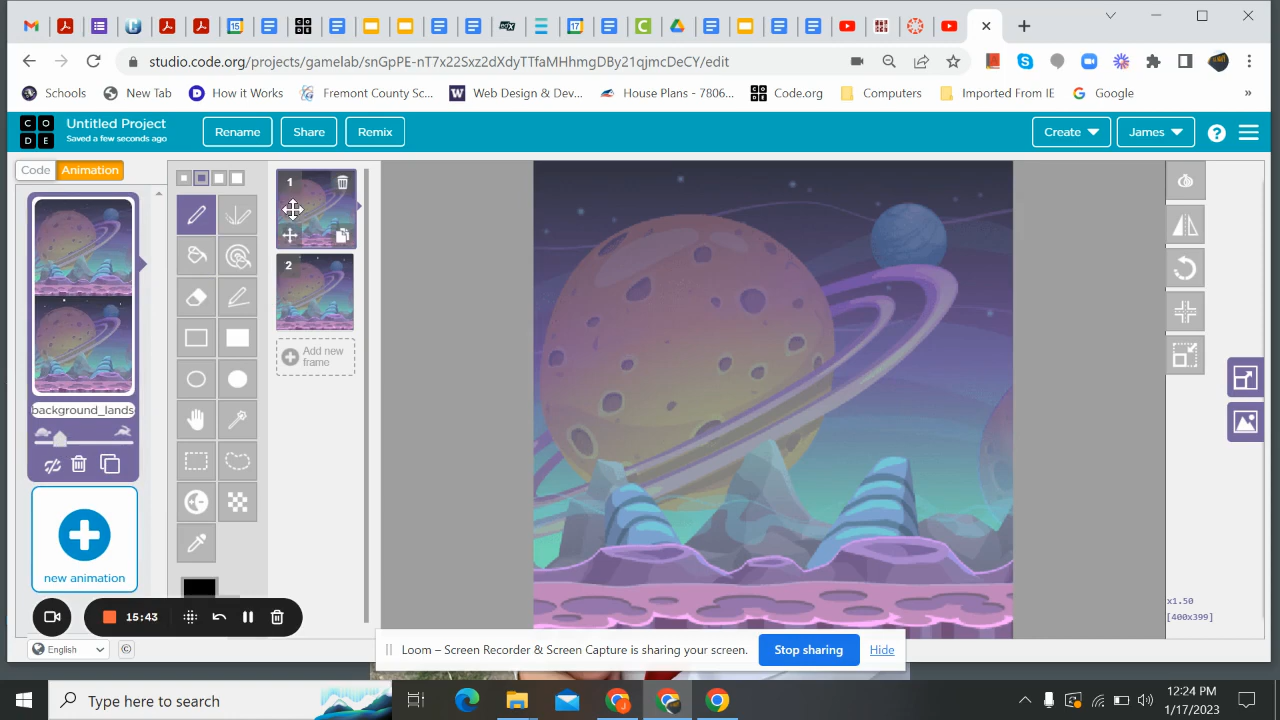 studio.code.org/projects/gamelab/snGpPE-nT7x22Sxz2dXdyTTfaMHhmgDBy21qjmcDeCY/edit
Schools New Tab How it Works Fremont County Sc... Web Design & Dev... House Plans - 7806... Code.org Computers Imported From IE Google »
C O D E
Untitled Project
Saved a few seconds ago
Rename Share Remix
Create James ?
Code Animation
1
2
Add new
frame
background_lands
new animation
15:43
x1.50
[400x399]
English ©
Loom – Screen Recorder & Screen Capture is sharing your screen. Stop sharing Hide
Type here to search
12:24 PM
1/17/2023